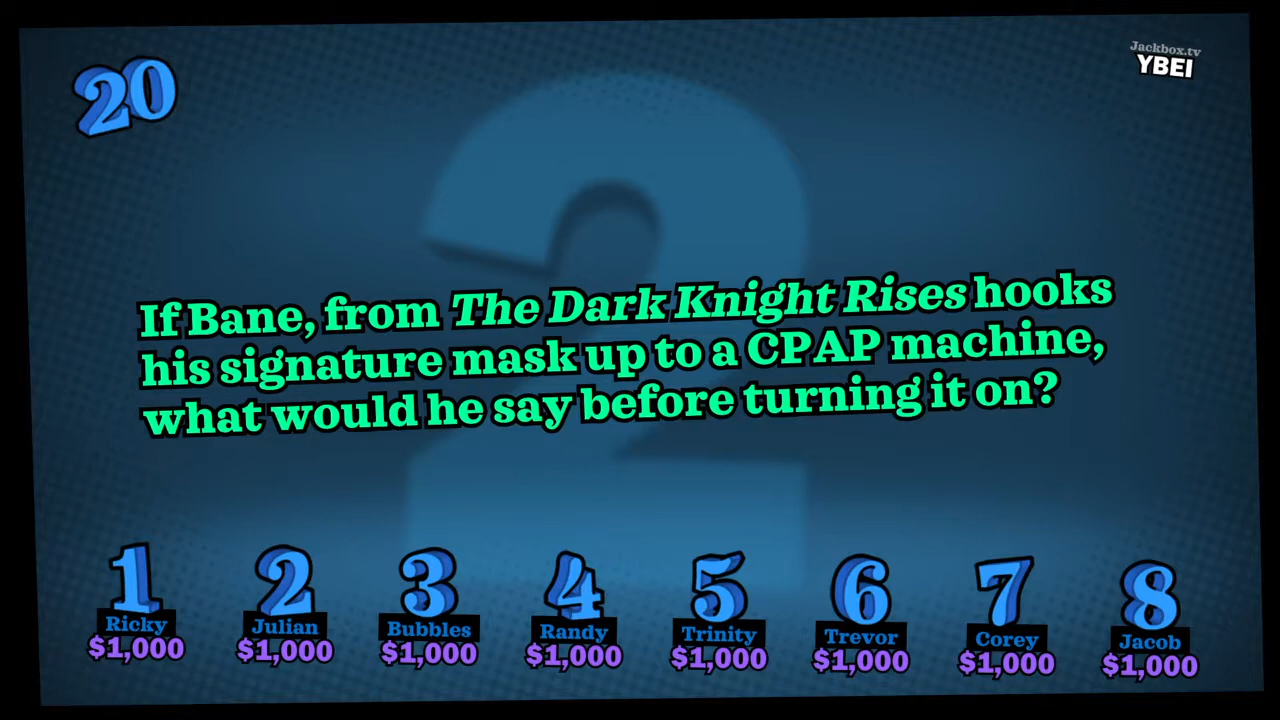 20
Jackbox.tv
YBEI
If Bane, from The Dark Knight Rises hooks
his signature mask up to a CPAP machine,
what would he say before turning it on?
2
1 2 3 4 5 6 7 8
Ricky Julian Bubbles Randy Trinity Trevor Corey Jacob
$1,000 $1,000 $1,000 $1,000 $1,000 $1,000 $1,000 $1,000